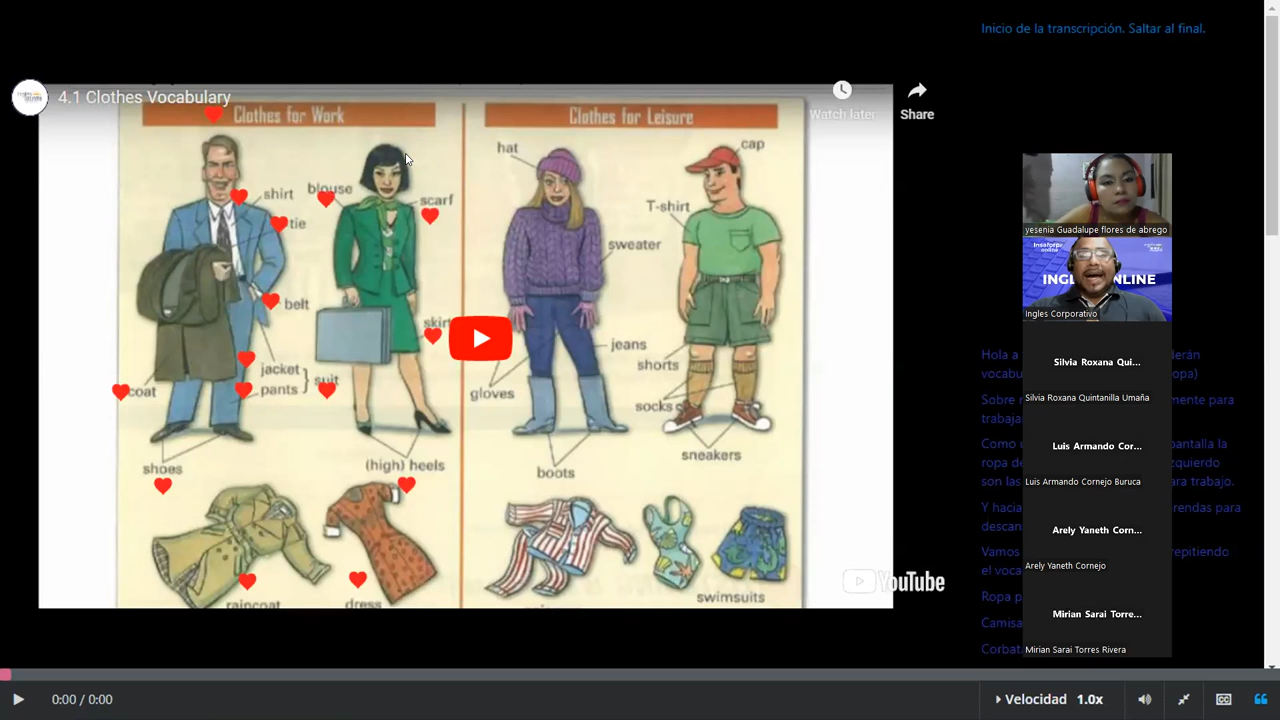 Inicio de la transcripción. Saltar al final.
4.1 Clothes Vocabulary
Watch later
Share
Clothes for Work
Clothes for Leisure
shirt
tie
blouse
scarf
belt
skirt
jacket
pants
suit
coat
shoes
(high) heels
raincoat
dress
hat
cap
T-shirt
sweater
jeans
shorts
gloves
socks
boots
sneakers
swimsuits
YouTube
yesenia Guadalupe flores de abrego
Insaforp
online
INGL ONLINE
Ingles Corporativo
Silvia Roxana Qui...
Silvia Roxana Quintanilla Umaña
Luis Armando Cor...
Luis Armando Cornejo Buruca
Arely Yaneth Corn...
Arely Yaneth Cornejo
Mirian Sarai Torre...
Mirian Sarai Torres Rivera
Hola a
derán
vocabu
opa)
Sobre
mente para
trabaja
Como
pantalla la
ropa de
zquierdo
son las
ara trabajo.
Y hacia
rendas para
descan
Vamos
repitiendo
el voca
Ropa p
Camisa
Corbat
0:00 / 0:00
Velocidad 1.0x
CC